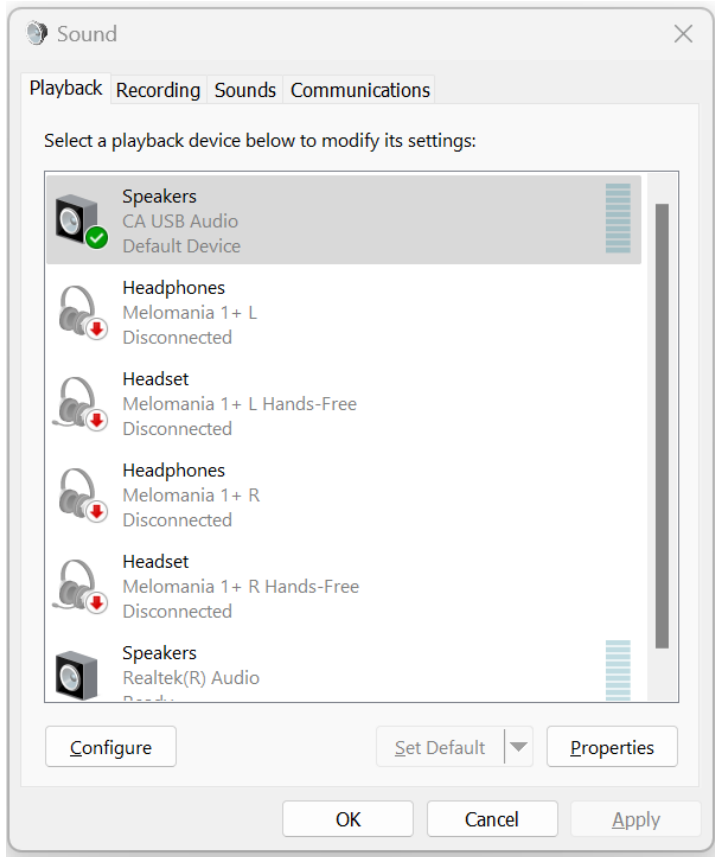 Sound
Playback Recording Sounds Communications
Select a playback device below to modify its settings:
Speakers
CA USB Audio
Default Device
Headphones
Melomania 1+ L
Disconnected
Headset
Melomania 1+ L Hands-Free
Disconnected
Headphones
Melomania 1+ R
Disconnected
Headset
Melomania 1+ R Hands-Free
Disconnected
Speakers
Realtek(R) Audio
Ready
Configure Set Default Properties
OK Cancel Apply